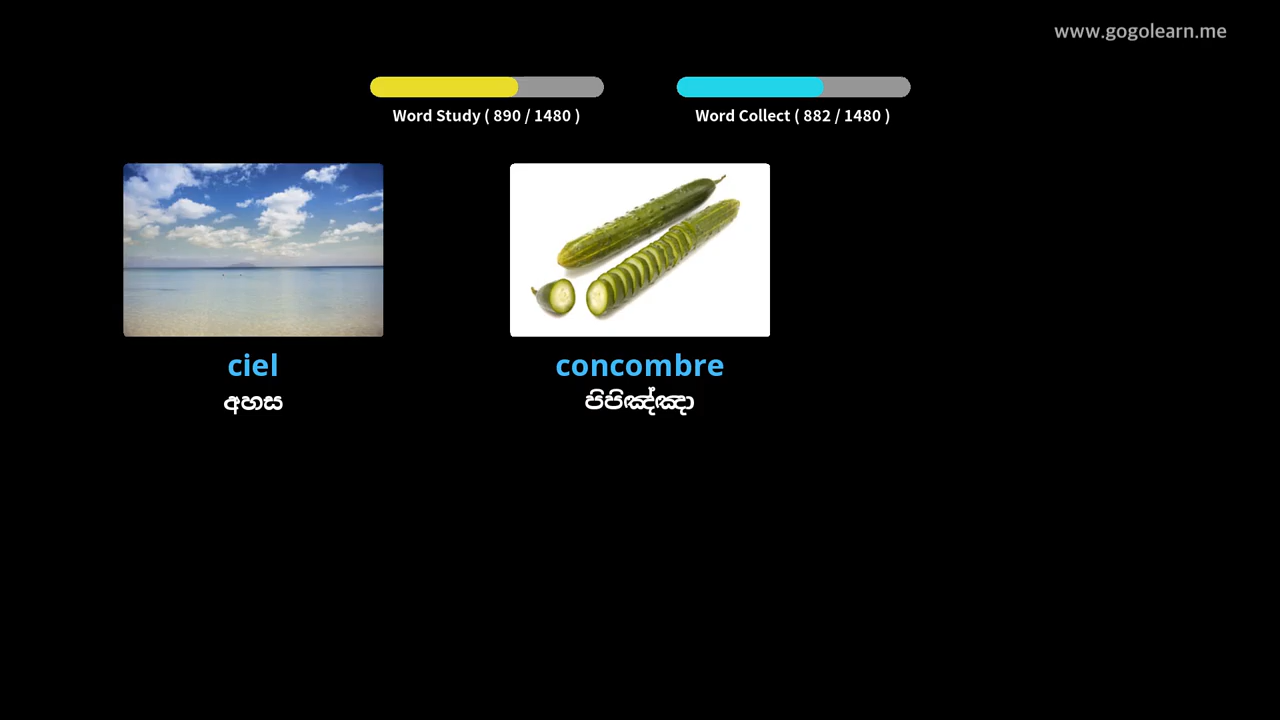 www.gogolearn.me
Word Study ( 890 / 1480 )
Word Collect ( 882 / 1480 )
ciel
අහස
concombre
පිපිඤ්ඤා